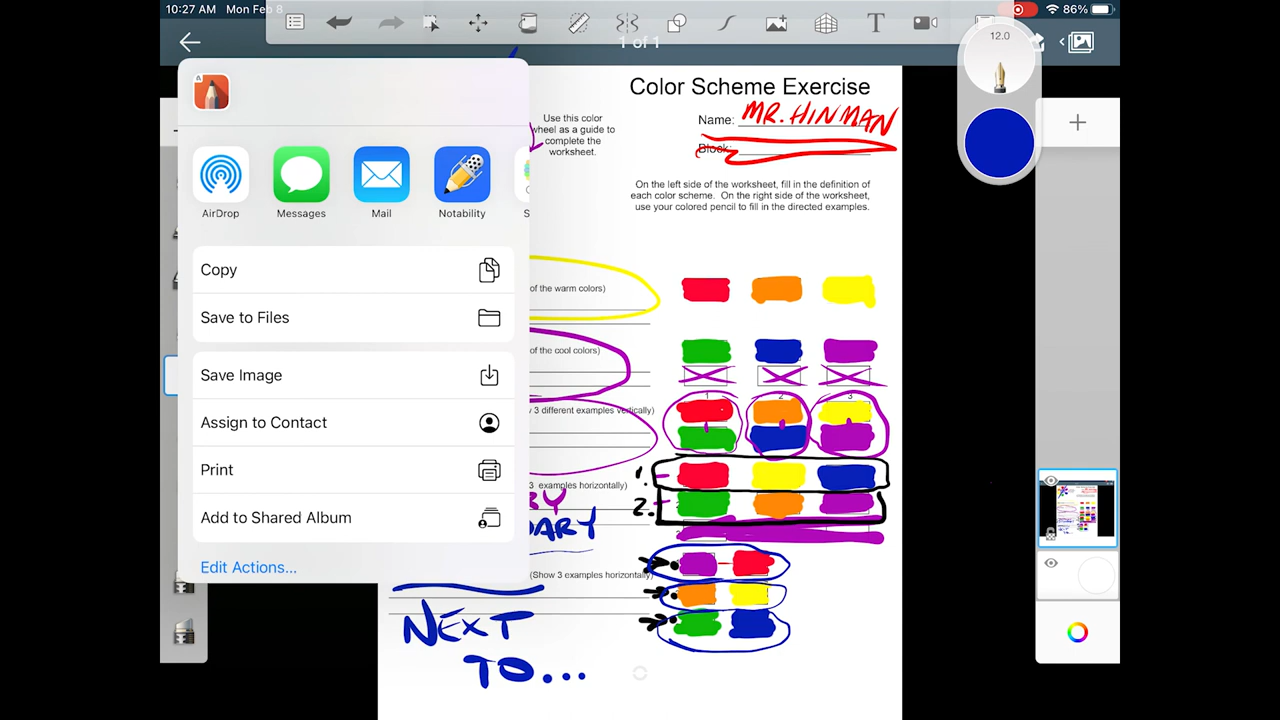 10:27 AM Mon Feb 8
86%
1 of 1
12.0
Color Scheme Exercise
Name: MR. HINMAN
Block:
Use this color
wheel as a guide to
complete the
worksheet.
On the left side of the worksheet, fill in the definition of
each color scheme. On the right side of the worksheet,
use your colored pencil to fill in the directed examples.
AirDrop
Messages
Mail
Notability
S
Copy
Save to Files
Save Image
Assign to Contact
Print
Add to Shared Album
Edit Actions...
of the warm colors)
of the cool colors)
1 2 3
3 different examples vertically)
3 examples horizontally)
1.
2.
RY
DARY
(Show 3 examples horizontally)
NEXT
TO...